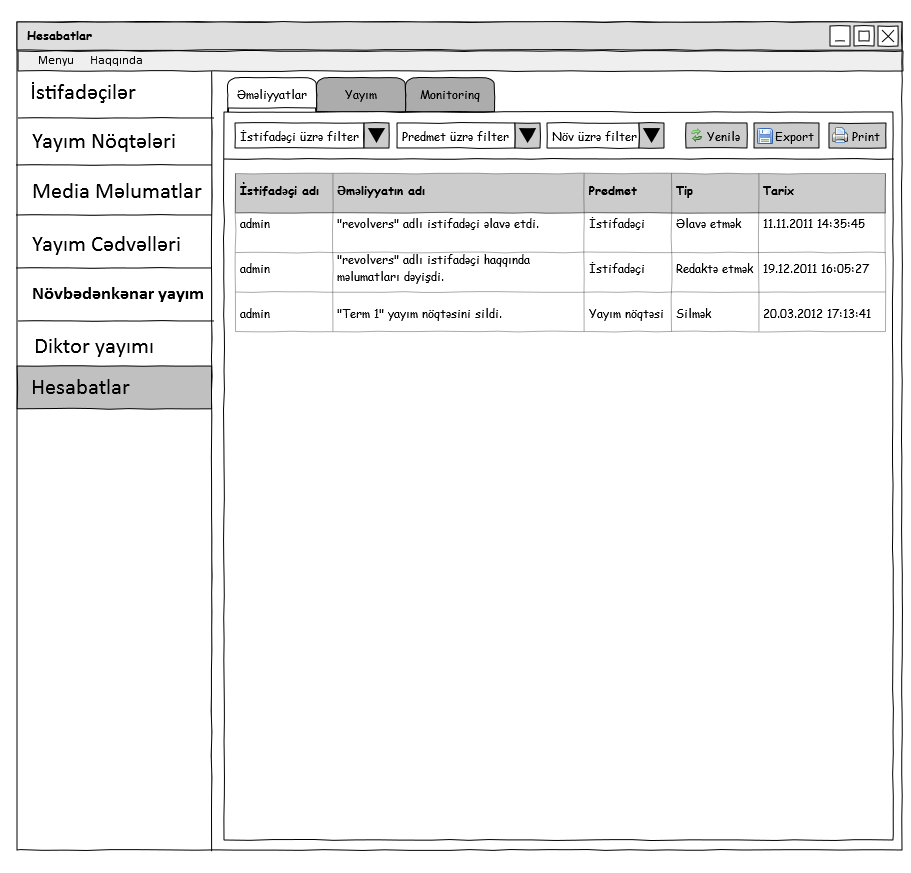 Hesabatlar
Menyu Haqqında
İstifadəçilər
Yayım Nöqtələri
Media Məlumatlar
Yayım Cədvəlləri
Növbədənkənar yayım
Diktor yayımı
Hesabatlar
Əməliyyatlar Yayım Monitorinq
İstifadəçi üzrə filter Predmet üzrə filter Növ üzrə filter Yenilə Export Print
İstifadəçi adı Əməliyyatın adı Predmet Tip Tarix
admin "revolvers" adlı istifadəçi əlavə etdi. İstifadəçi Əlavə etmək 11.11.2011 14:35:45
admin "revolvers" adlı istifadəçi haqqında
məlumatları dəyişdi. İstifadəçi Redaktə etmək 19.12.2011 16:05:27
admin "Term 1" yayım nöqtəsini sildi. Yayım nöqtəsi Silmək 20.03.2012 17:13:41